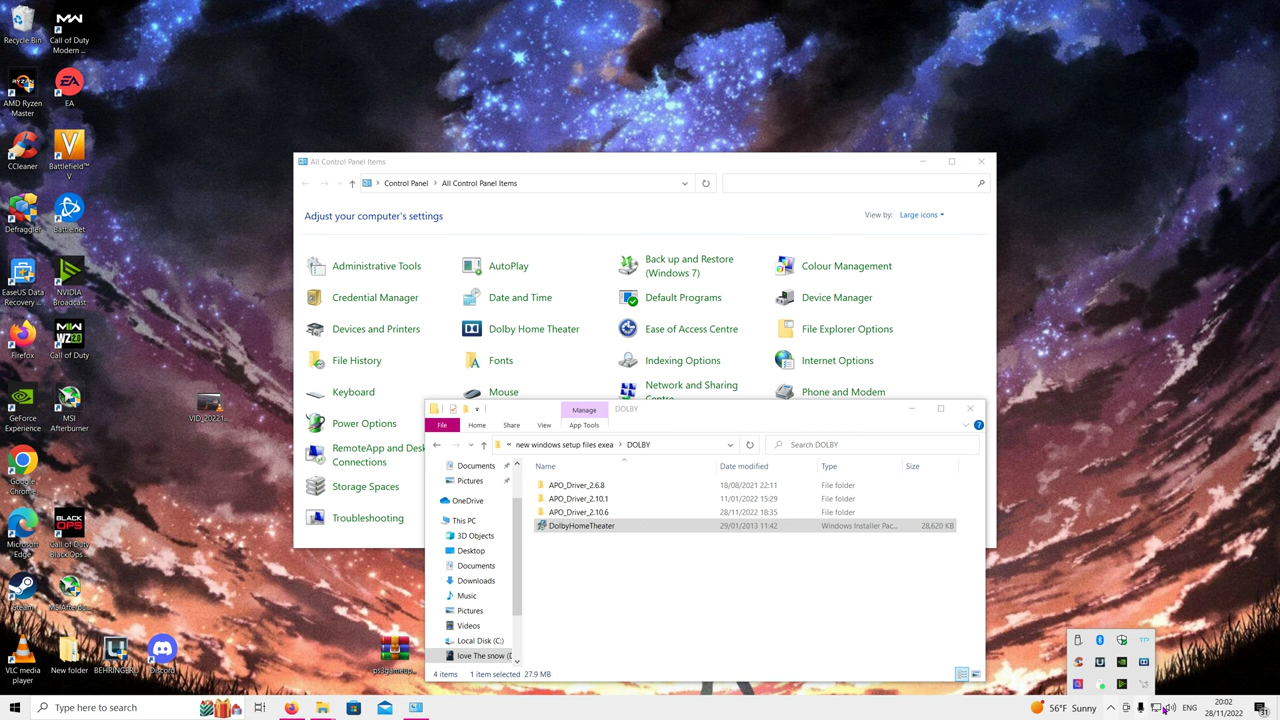 Recycle Bin
Call of Duty
Modern ...
AMD Ryzen
Master
EA
CCleaner
Battlefield™
V
Defraggler
Battle.net
EaseUS Data
Recovery ...
NVIDIA
Broadcast
Firefox
Call of Duty
GeForce
Experience
MSI
Afterburner
VID_20221...
Google
Chrome
Microsoft
Edge
BLACK
OPS
Call of Duty
Black Ops ...
Steam
VLC media
player
New folder
BEHRINGER
Discord
All Control Panel Items
Control Panel
All Control Panel Items
Adjust your computer's settings
View by:
Large icons
Administrative Tools
AutoPlay
Back up and Restore
(Windows 7)
Colour Management
Credential Manager
Date and Time
Default Programs
Device Manager
Devices and Printers
Dolby Home Theater
Ease of Access Centre
File Explorer Options
File History
Fonts
Indexing Options
Internet Options
Keyboard
Mouse
Network and Sharing
Centre
Phone and Modem
Power Options
RemoteApp and Desk
Connections
Storage Spaces
Troubleshooting
Manage
DOLBY
File
Home
Share
View
App Tools
« new windows setup files exea
DOLBY
Search DOLBY
Name
Date modified
Type
Size
Documents
Pictures
OneDrive
This PC
3D Objects
Desktop
Documents
Downloads
Music
Pictures
Videos
Local Disk (C:)
love The snow (D
APO_Driver_2.6.8
18/08/2021 22:11
File folder
APO_Driver_2.10.1
11/01/2022 15:29
File folder
APO_Driver_2.10.6
28/11/2022 18:35
File folder
DolbyHomeTheater
29/01/2013 11:42
Windows Installer Pac...
28,620 KB
4 items
1 item selected 27.9 MB
Type here to search
56°F Sunny
ENG
20:02
28/11/2022
31